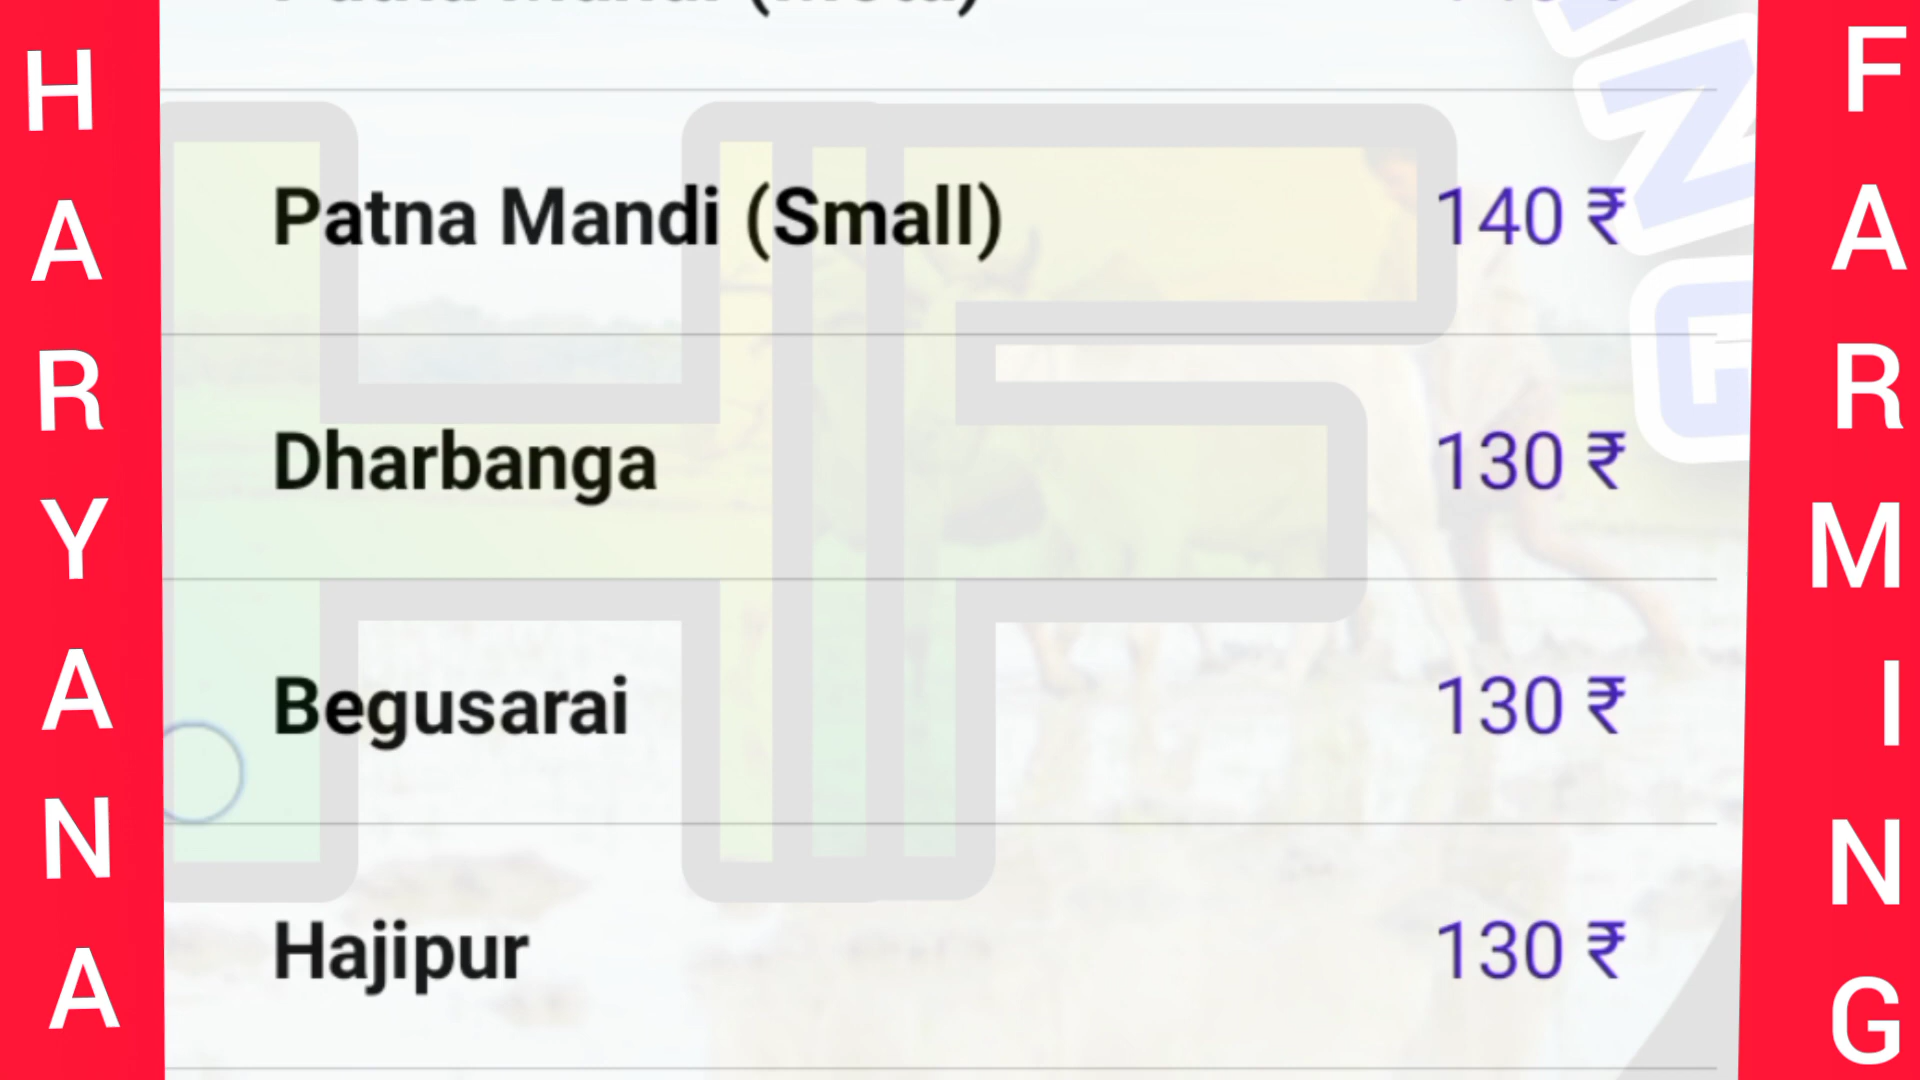 HARYANA
Patna Mandi (Small) 140 ₹
Dharbanga 130 ₹
Begusarai 130 ₹
Hajipur 130 ₹
FARMING